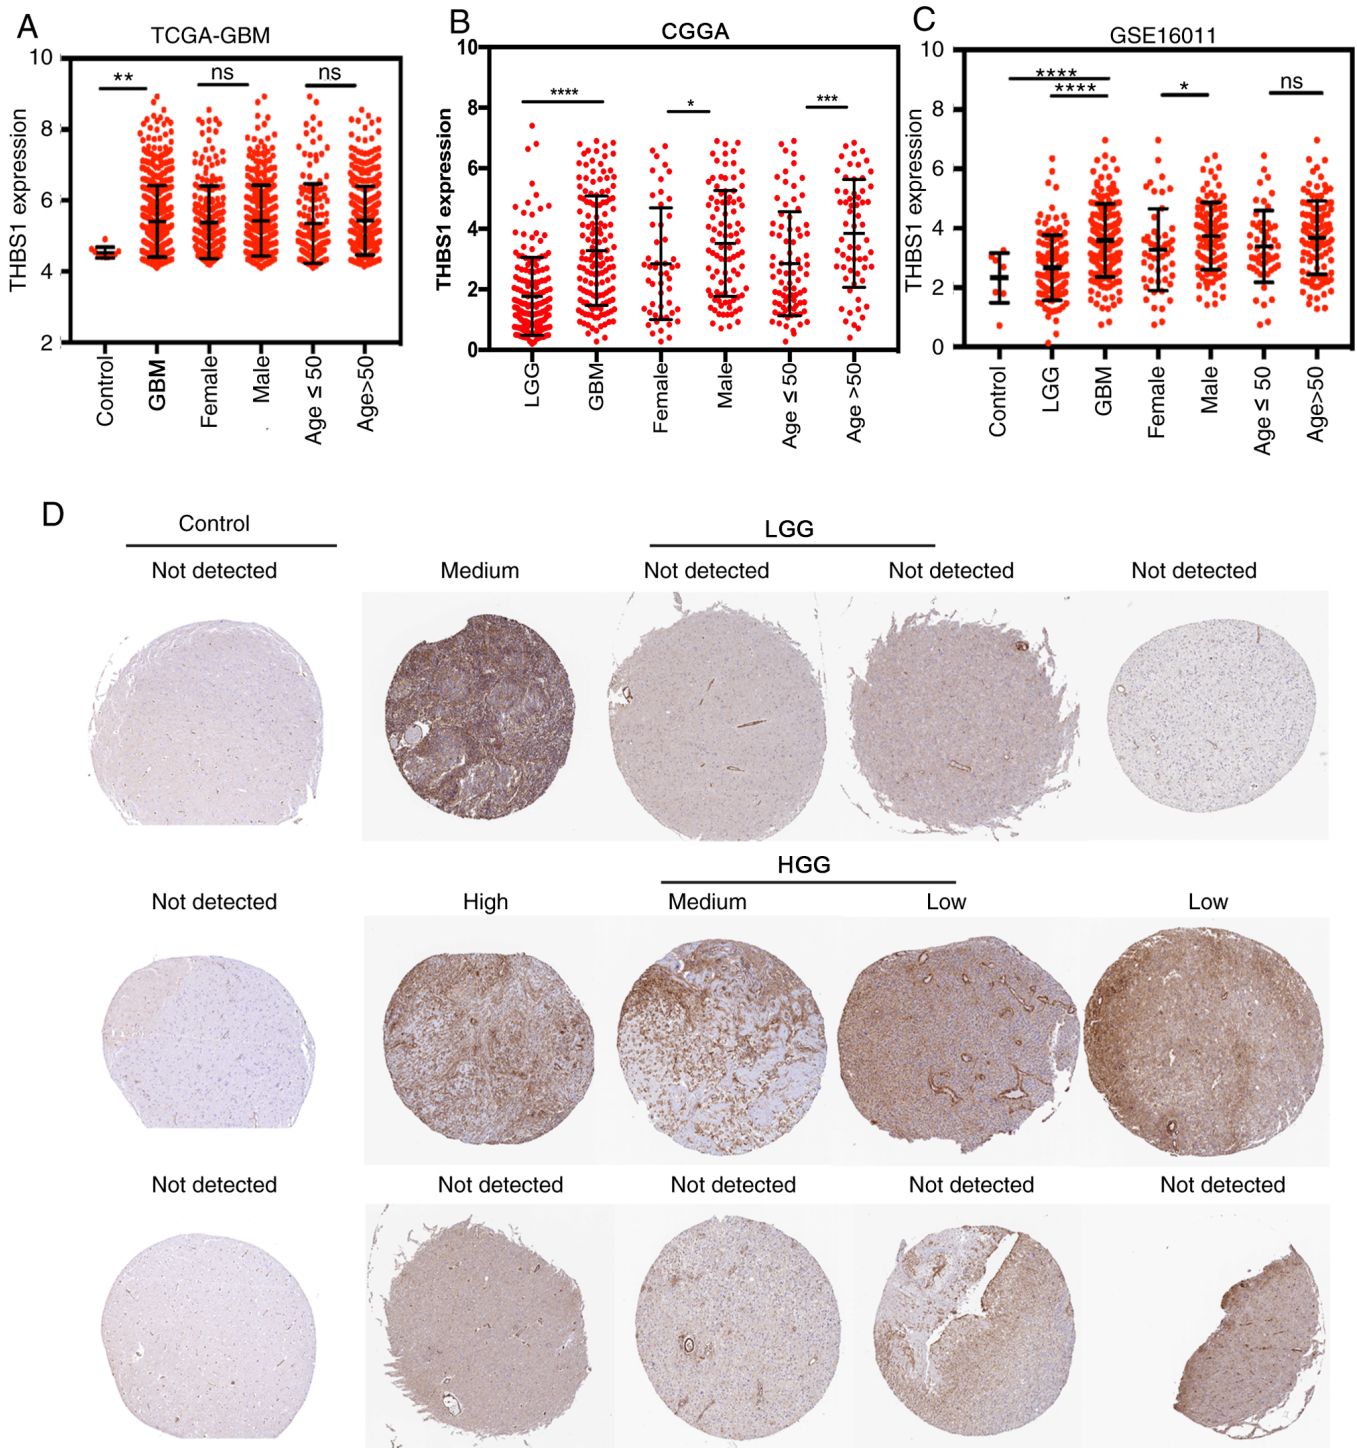 A
TCGA-GBM
THBS1 expression
10
8
6
4
2
**
ns
ns
Control
GBM
Female
Male
Age ≤ 50
Age>50
B
CGGA
THBS1 expression
10
8
6
4
2
0
****
*
***
LGG
GBM
Female
Male
Age ≤ 50
Age >50
C
GSE16011
THBS1 expression
10
8
6
4
2
0
****
****
*
ns
Control
LGG
GBM
Female
Male
Age ≤ 50
Age>50
D
Control
LGG
Not detected
Medium
Not detected
Not detected
Not detected
HGG
Not detected
High
Medium
Low
Low
Not detected
Not detected
Not detected
Not detected
Not detected